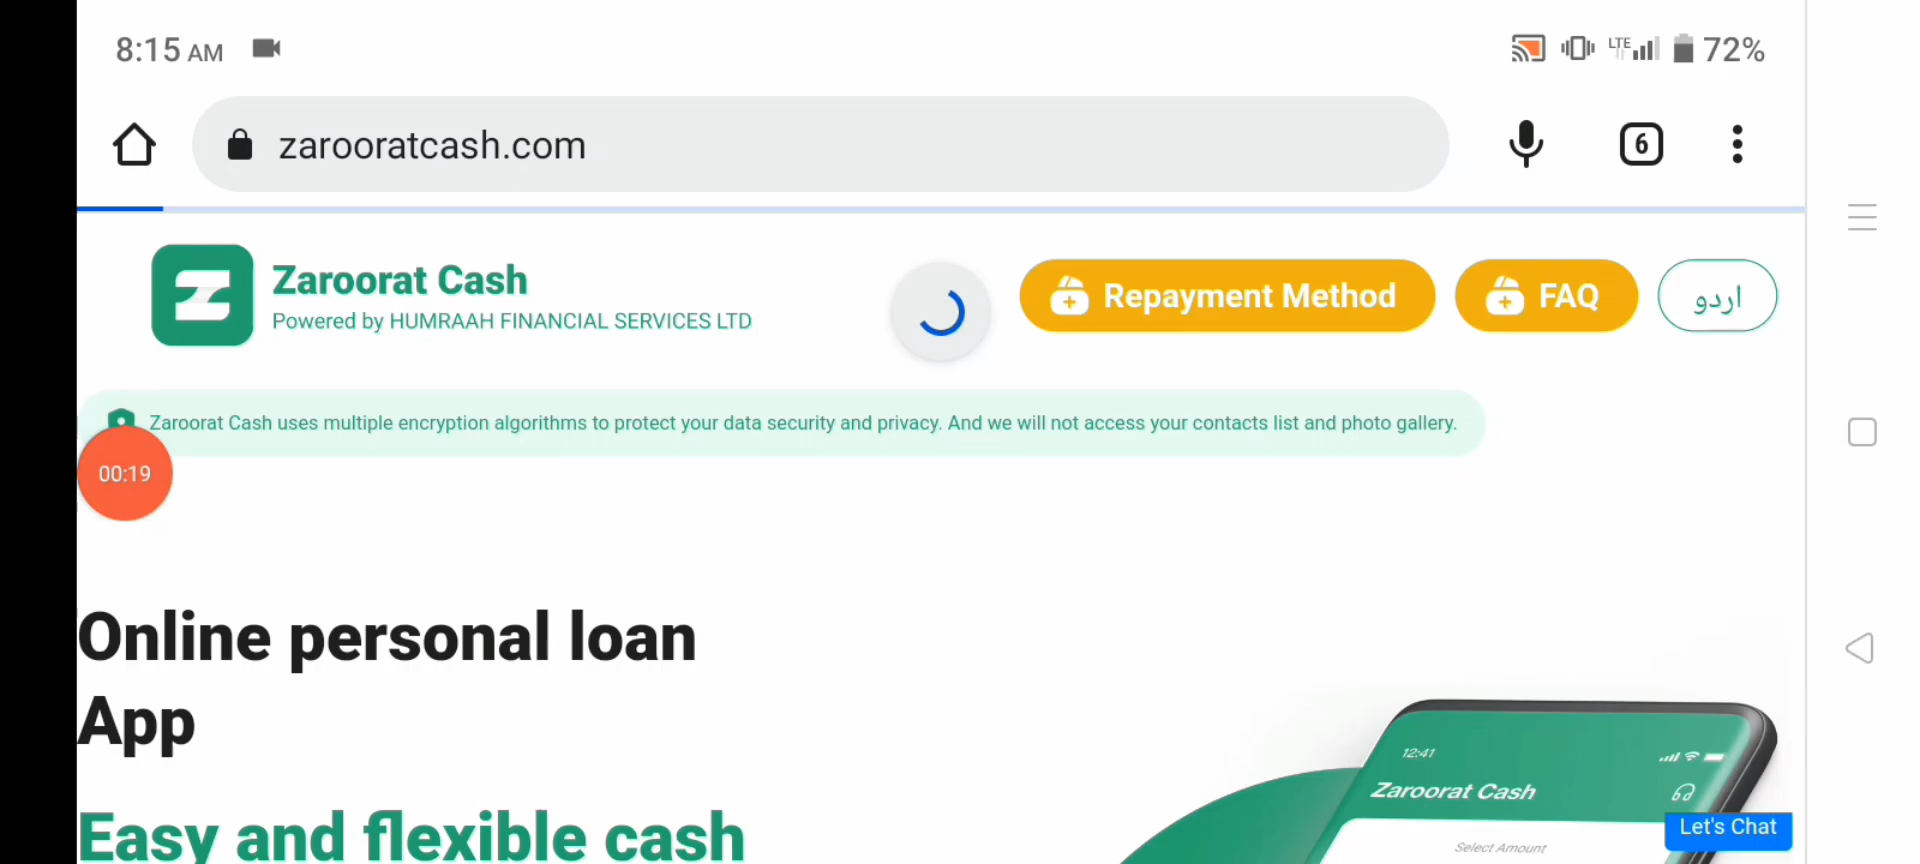 8:15 AM
LTE
72%
zarooratcash.com
6
Zaroorat Cash
Powered by HUMRAAH FINANCIAL SERVICES LTD
Repayment Method
FAQ
اردو
Zaroorat Cash uses multiple encryption algorithms to protect your data security and privacy. And we will not access your contacts list and photo gallery.
00:19
Online personal loan
App
Easy and flexible cash
12:41
Zaroorat Cash
Let's Chat
Select Amount